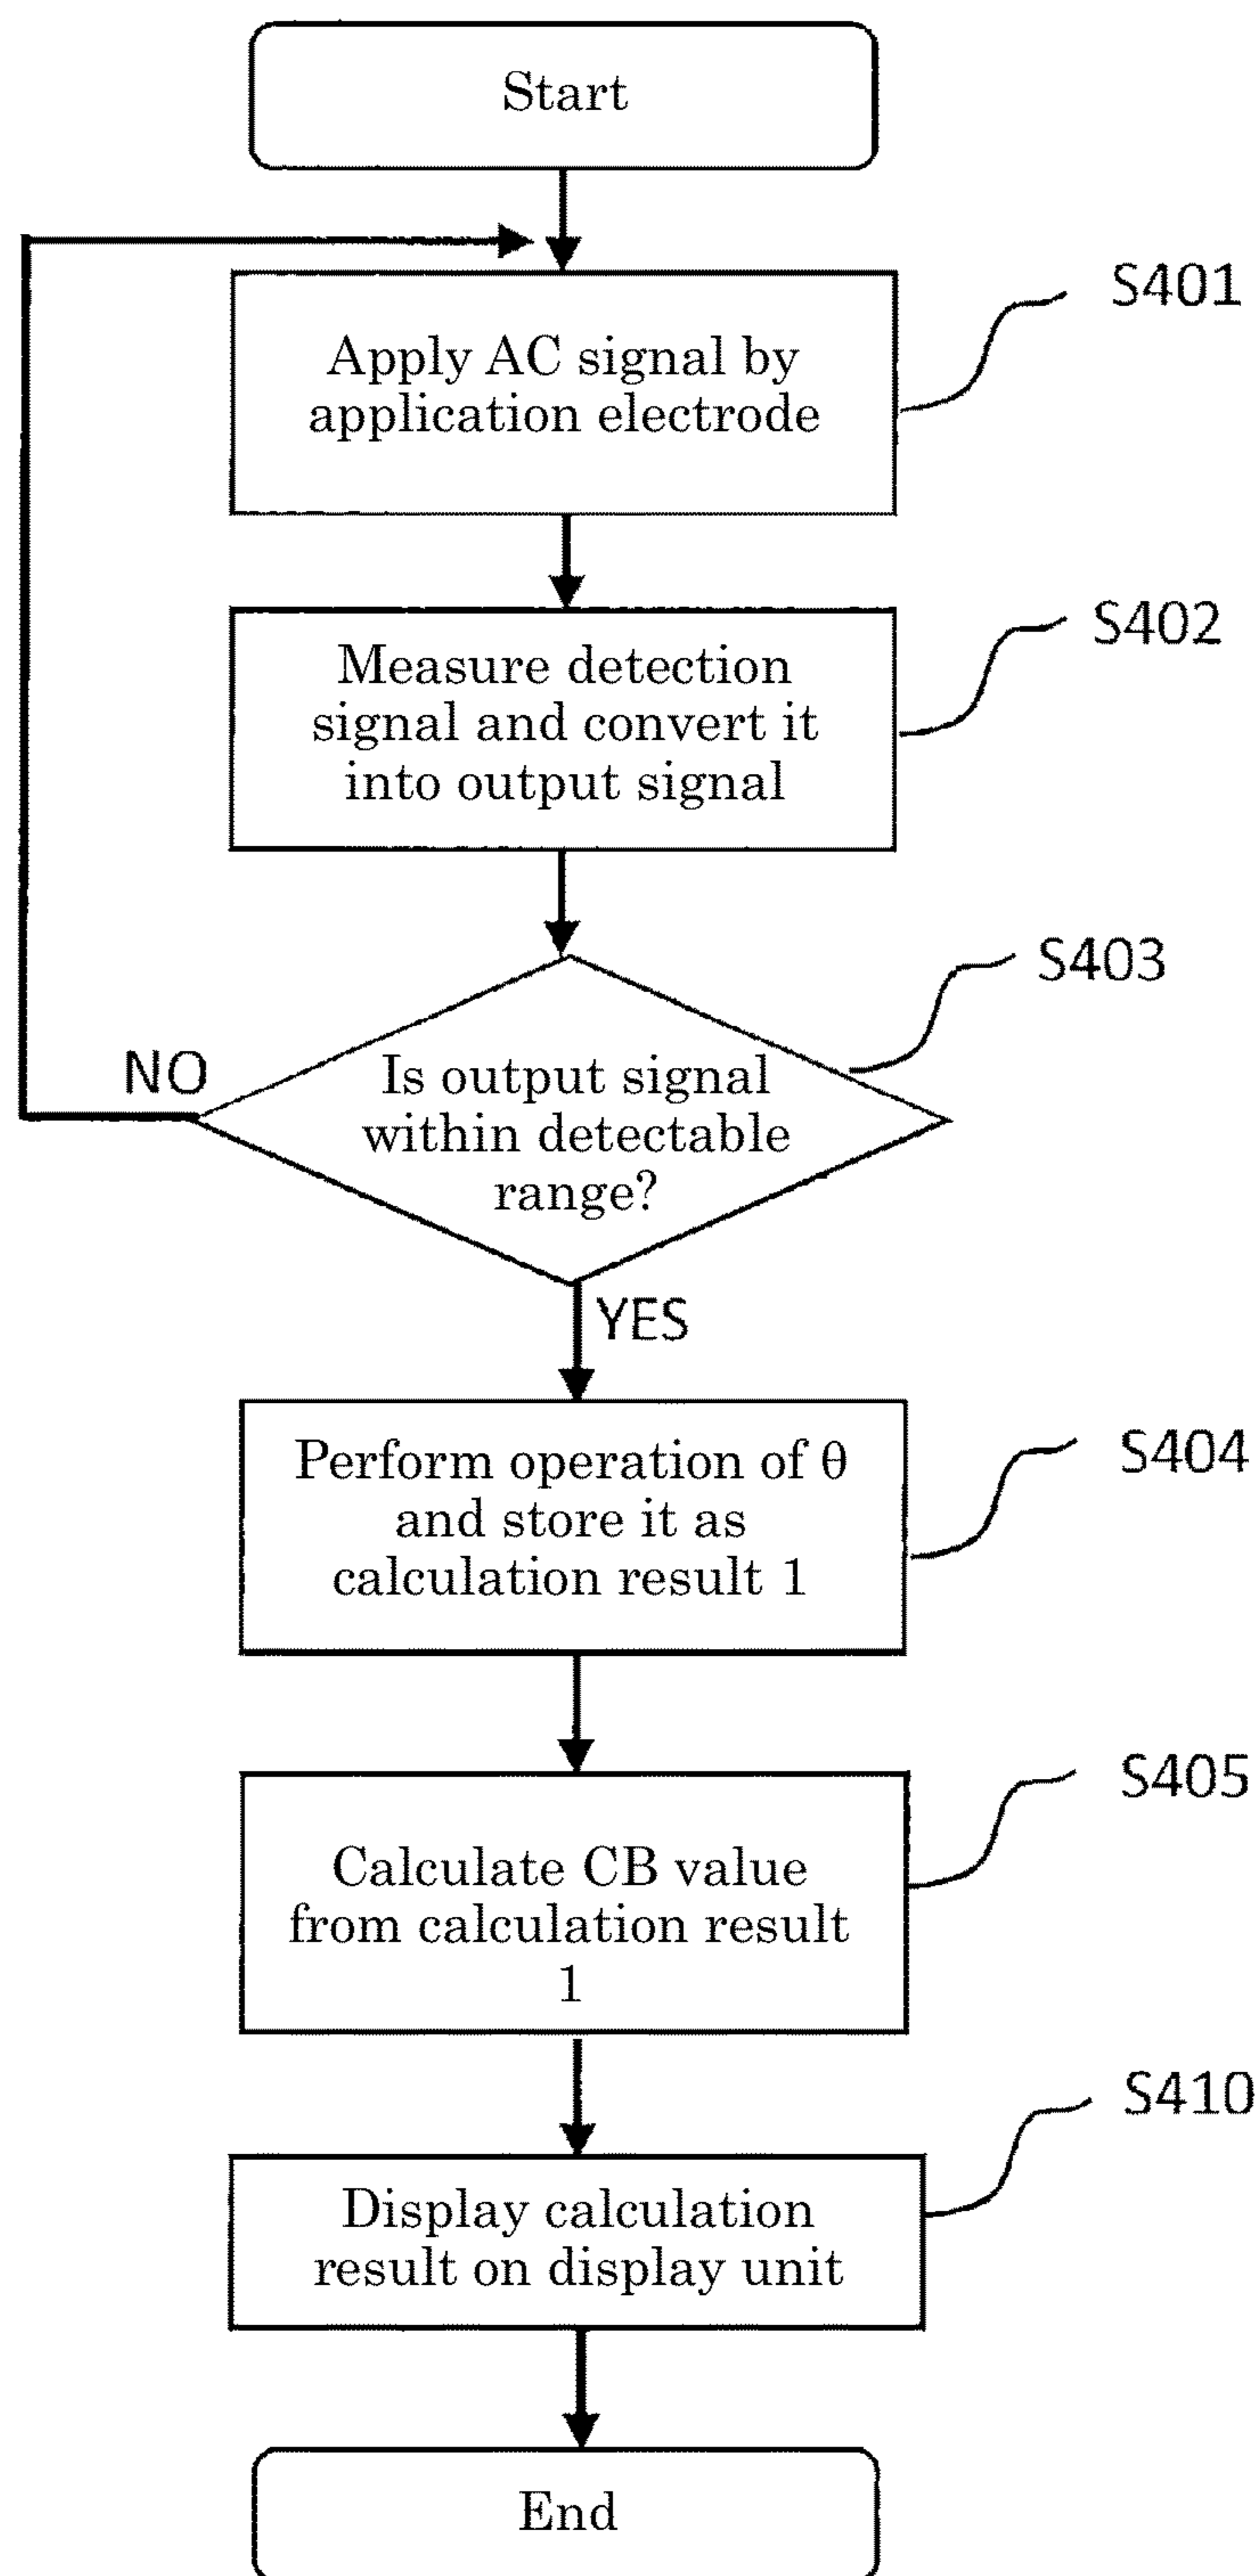 Start
S401
Apply AC signal by
application electrode
S402
Measure detection
signal and convert it
into output signal
S403
NO
Is output signal
within detectable
range?
YES
S404
Perform operation of θ
and store it as
calculation result 1
S405
Calculate CB value
from calculation result
1
S410
Display calculation
result on display unit
End